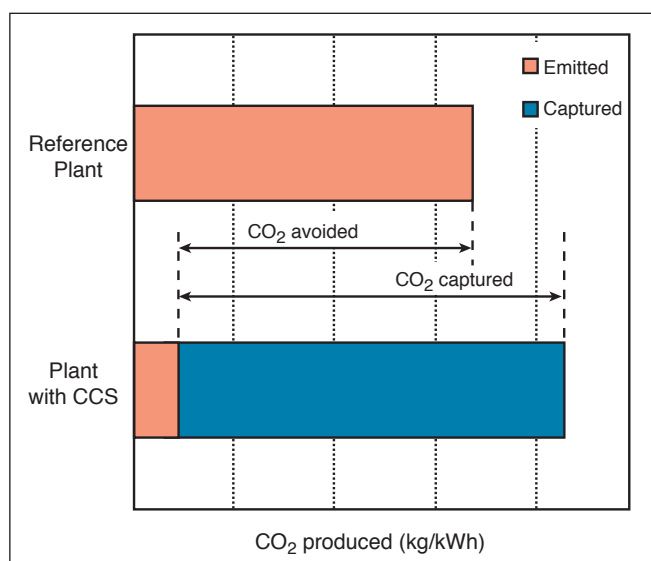 Emitted
Captured
Reference
Plant
CO2 avoided
CO2 captured
Plant
with CCS
CO2 produced (kg/kWh)